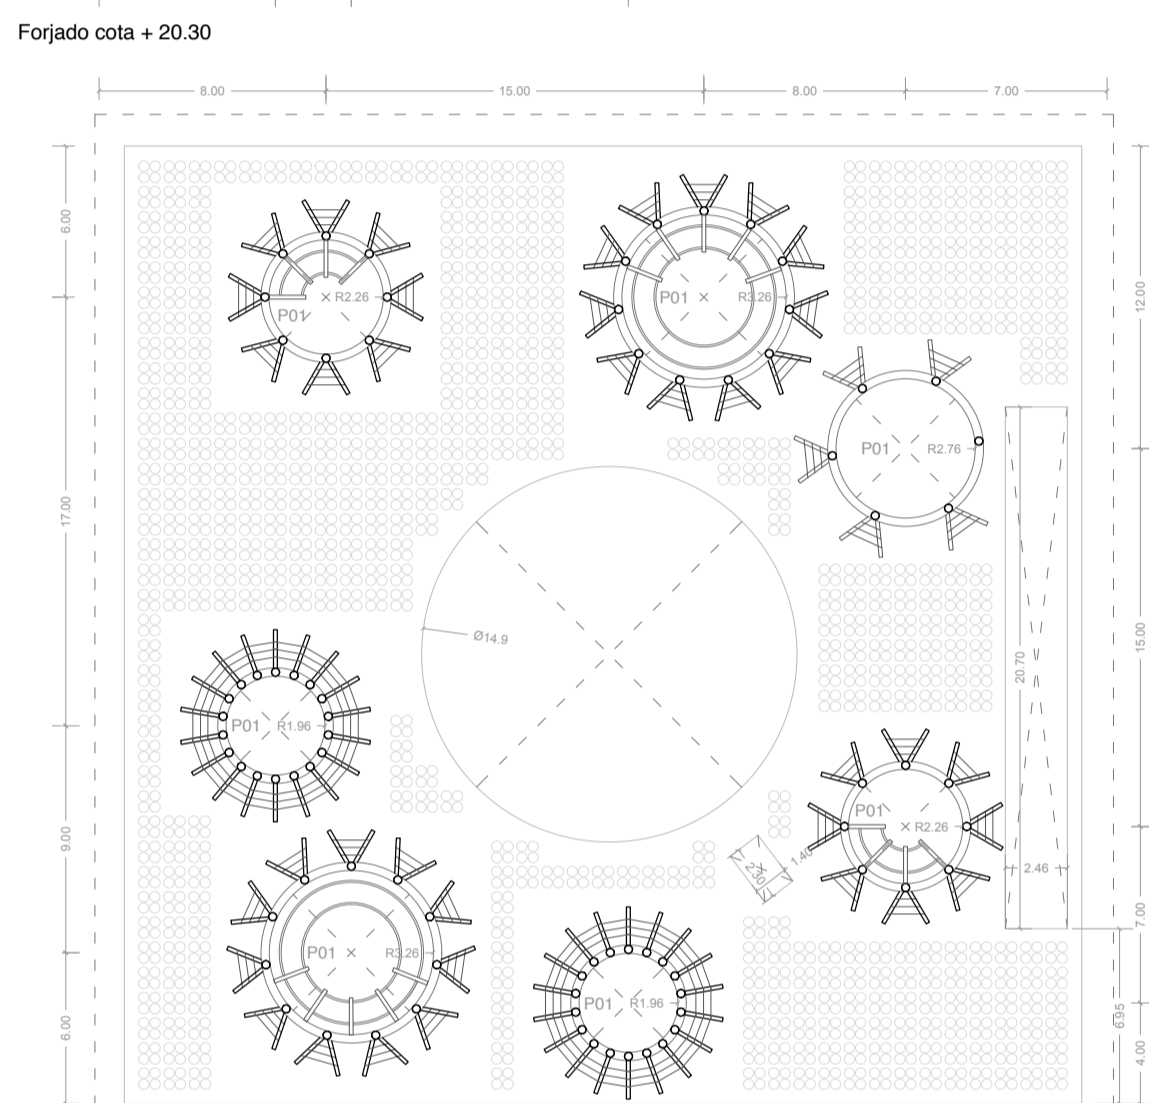 Forjado cota + 20.30
8.00
15.00
8.00
7.00
6.00
17.00
9.00
6.00
12.00
15.00
7.00
4.00
6.95
P01
R2.26
P01
R3.26
P01
R2.76
Ø14.9
20.70
P01
R1.96
P01
R2.26
2.30
1.40
2.46
P01
R3.26
P01
R1.96